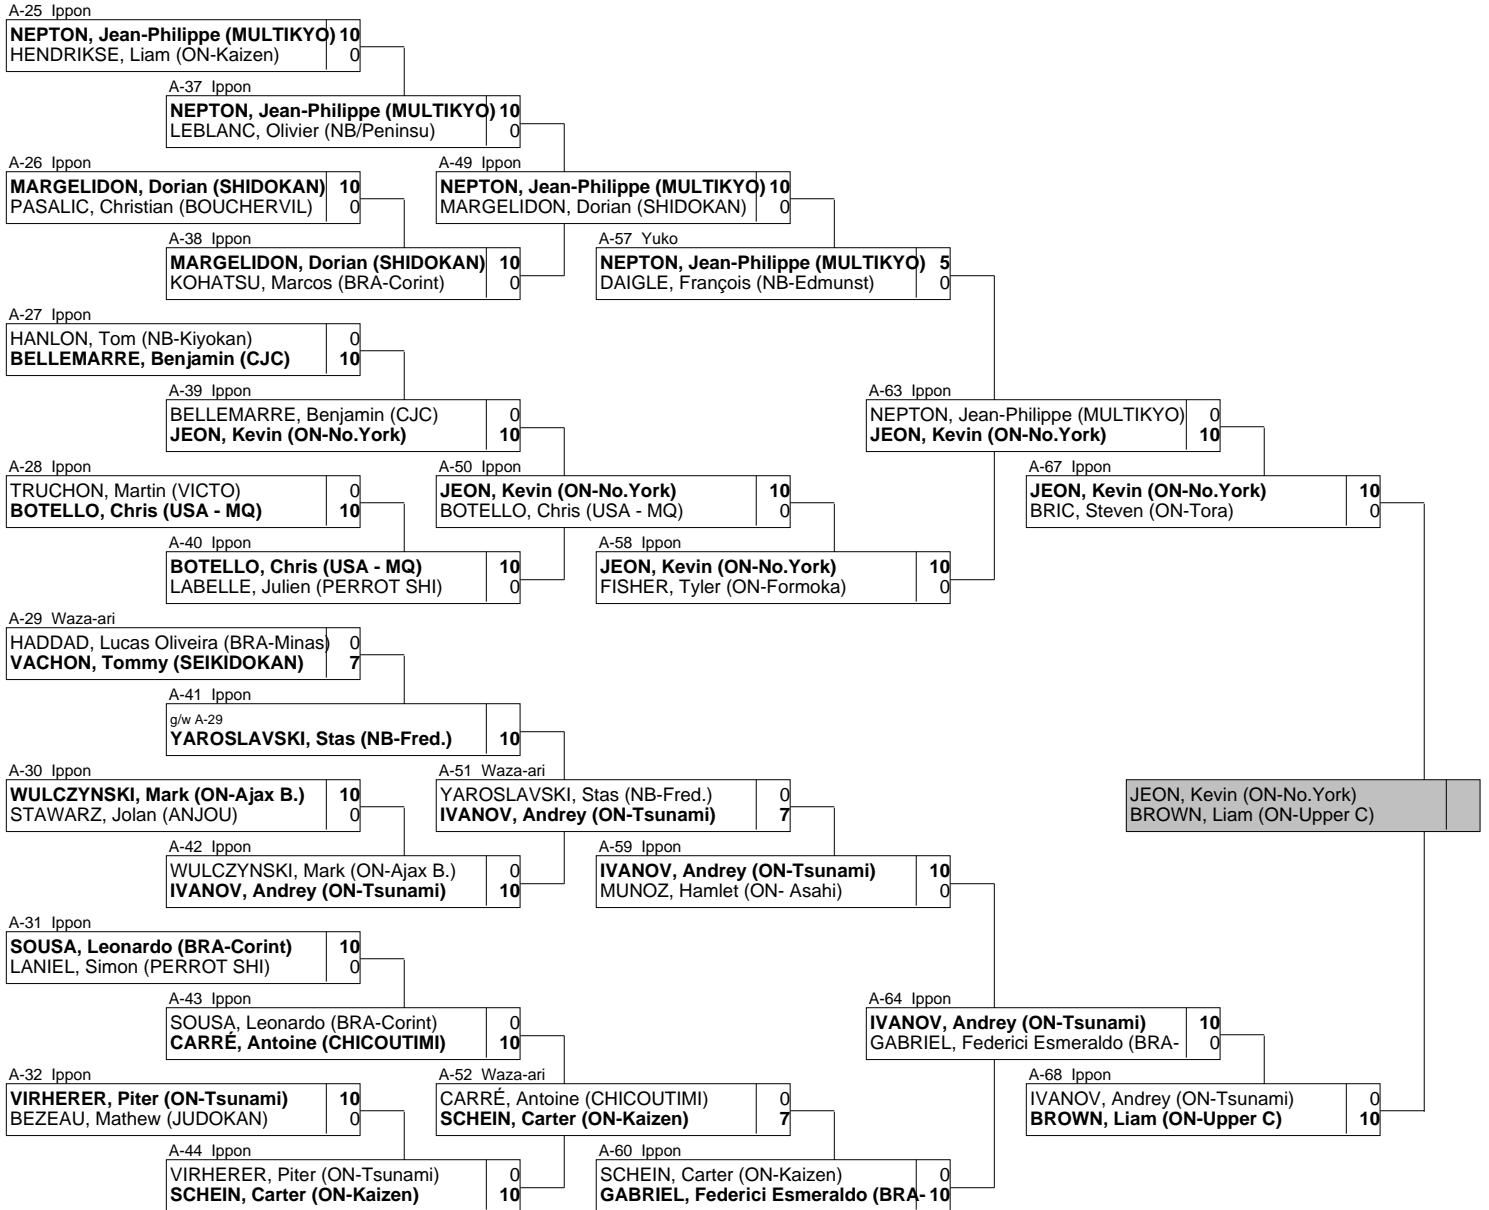 A-25 Ippon
NEPTON, Jean-Philippe (MULTIKYO) 10
HENDRIKSE, Liam (ON-Kaizen) 0
A-37 Ippon
NEPTON, Jean-Philippe (MULTIKYO) 10
LEBLANC, Olivier (NB/Peninsu) 0
A-26 Ippon
MARGELIDON, Dorian (SHIDOKAN) 10
PASALIC, Christian (BOUCHERVIL) 0
A-49 Ippon
NEPTON, Jean-Philippe (MULTIKYO) 10
MARGELIDON, Dorian (SHIDOKAN) 0
A-38 Ippon
MARGELIDON, Dorian (SHIDOKAN) 10
KOHATSU, Marcos (BRA-Corint) 0
A-57 Yuko
NEPTON, Jean-Philippe (MULTIKYO) 5
DAIGLE, François (NB-Edmunst) 0
A-27 Ippon
HANLON, Tom (NB-Kiyokan) 0
BELLEMARRE, Benjamin (CJC) 10
A-39 Ippon
BELLEMARRE, Benjamin (CJC) 0
JEON, Kevin (ON-No.York) 10
A-63 Ippon
NEPTON, Jean-Philippe (MULTIKYO) 0
JEON, Kevin (ON-No.York) 10
A-28 Ippon
TRUCHON, Martin (VICTO) 0
BOTELLO, Chris (USA - MQ) 10
A-50 Ippon
JEON, Kevin (ON-No.York) 10
BOTELLO, Chris (USA - MQ) 0
A-67 Ippon
JEON, Kevin (ON-No.York) 10
BRIC, Steven (ON-Tora) 0
A-40 Ippon
BOTELLO, Chris (USA - MQ) 10
LABELLE, Julien (PERROT SHI) 0
A-58 Ippon
JEON, Kevin (ON-No.York) 10
FISHER, Tyler (ON-Formoka) 0
A-29 Waza-ari
HADDAD, Lucas Oliveira (BRA-Minas) 0
VACHON, Tommy (SEIKIDOKAN) 7
A-41 Ippon
g/w A-29
YAROSLAVSKI, Stas (NB-Fred.) 10
A-30 Ippon
WULCZYNSKI, Mark (ON-Ajax B.) 10
STAWARZ, Jolan (ANJOU) 0
A-51 Waza-ari
YAROSLAVSKI, Stas (NB-Fred.) 0
IVANOV, Andrey (ON-Tsunami) 7
JEON, Kevin (ON-No.York)
BROWN, Liam (ON-Upper C)
A-42 Ippon
WULCZYNSKI, Mark (ON-Ajax B.) 0
IVANOV, Andrey (ON-Tsunami) 10
A-59 Ippon
IVANOV, Andrey (ON-Tsunami) 10
MUNOZ, Hamlet (ON- Asahi) 0
A-31 Ippon
SOUSA, Leonardo (BRA-Corint) 10
LANIEL, Simon (PERROT SHI) 0
A-43 Ippon
SOUSA, Leonardo (BRA-Corint) 0
CARRÉ, Antoine (CHICOUTIMI) 10
A-64 Ippon
IVANOV, Andrey (ON-Tsunami) 10
GABRIEL, Federici Esmeraldo (BRA- 0
A-32 Ippon
VIRHERER, Piter (ON-Tsunami) 10
BEZEAU, Mathew (JUDOKAN) 0
A-52 Waza-ari
CARRÉ, Antoine (CHICOUTIMI) 0
SCHEIN, Carter (ON-Kaizen) 7
A-68 Ippon
IVANOV, Andrey (ON-Tsunami) 0
BROWN, Liam (ON-Upper C) 10
A-44 Ippon
VIRHERER, Piter (ON-Tsunami) 0
SCHEIN, Carter (ON-Kaizen) 10
A-60 Ippon
SCHEIN, Carter (ON-Kaizen) 0
GABRIEL, Federici Esmeraldo (BRA- 10